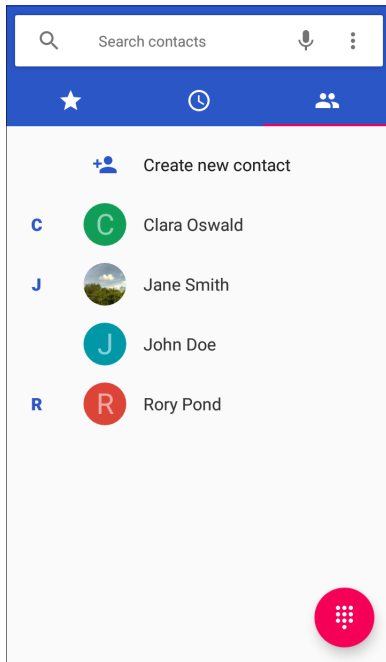 Search contacts
Create new contact
C
C
Clara Oswald
J
Jane Smith
J
John Doe
R
R
Rory Pond